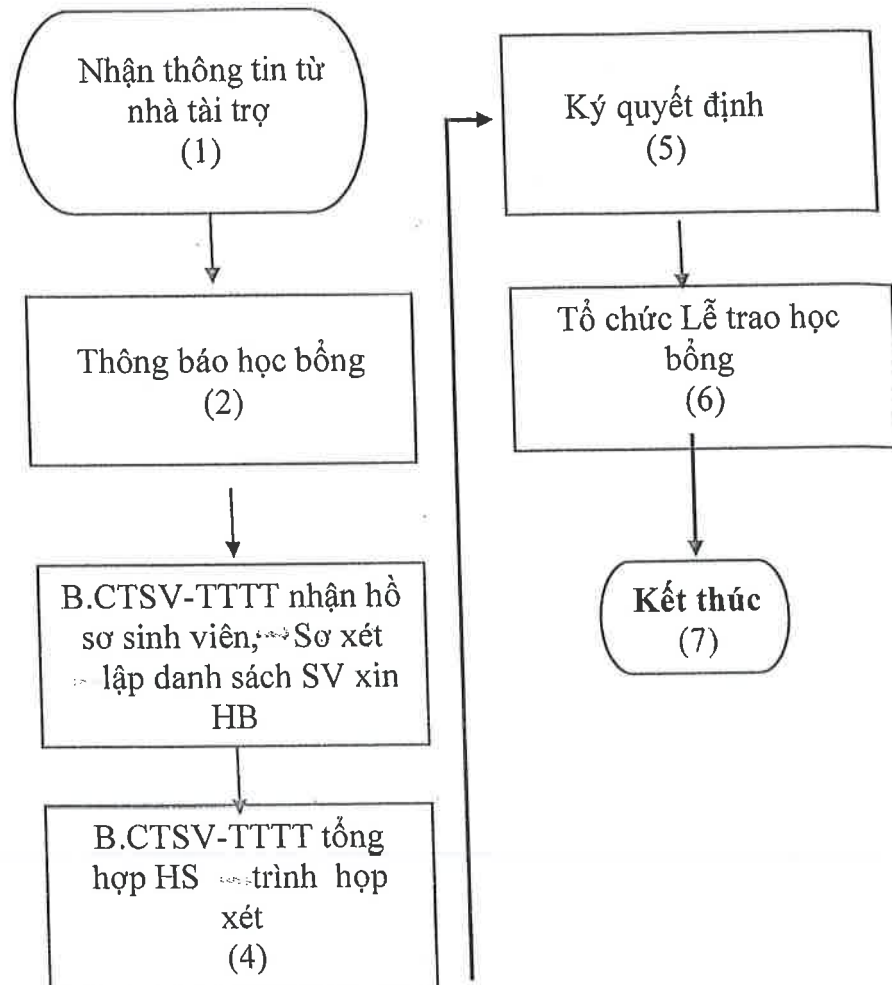 Nhận thông tin từ
nhà tài trợ
(1)
Thông báo học bổng
(2)
B.CTSV-TTTT nhận hồ
sơ sinh viên, Sơ xét
lập danh sách SV xin
HB
B.CTSV-TTTT tổng
hợp HS trình họp
xét
(4)
Ký quyết định
(5)
Tổ chức Lễ trao học
bổng
(6)
Kết thúc
(7)